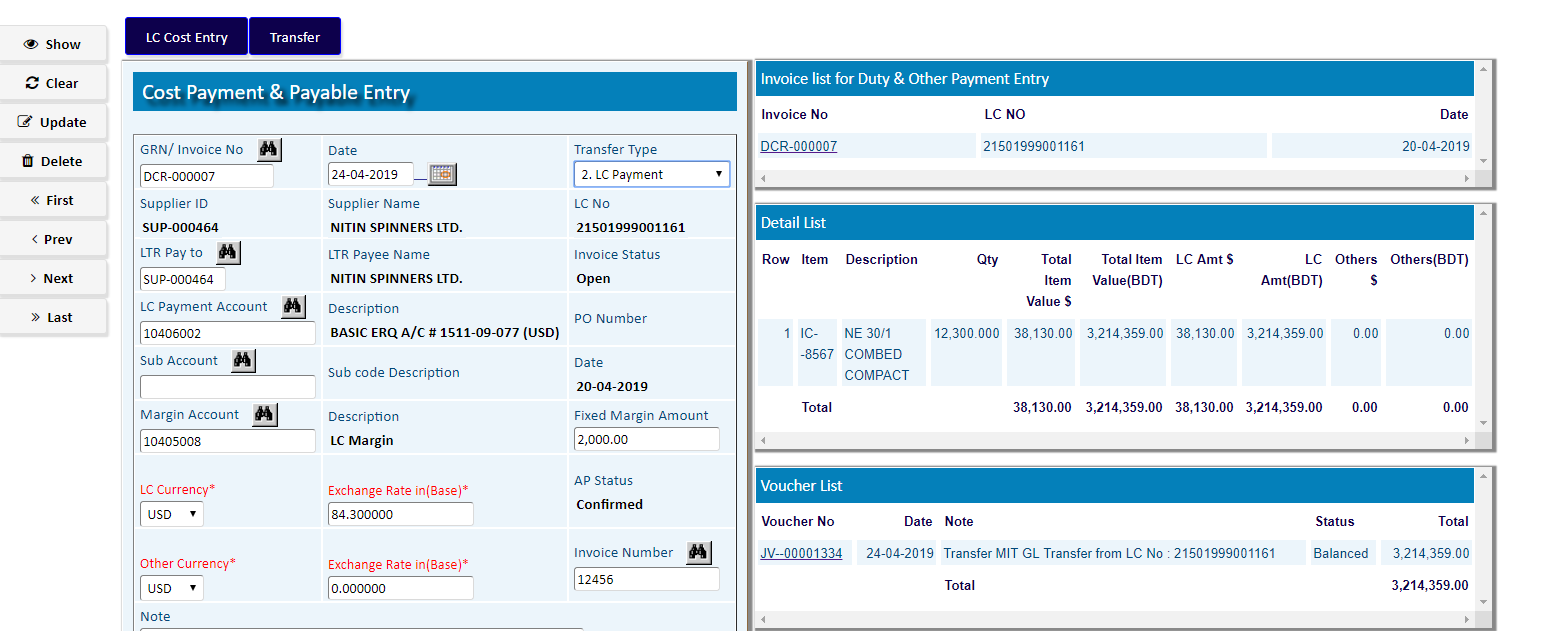 Show
Clear
Update
Delete
« First
‹ Prev
› Next
» Last
LC Cost Entry Transfer
Cost Payment & Payable Entry
GRN/ Invoice No Date Transfer Type
DCR-000007 24-04-2019 2. LC Payment
Supplier ID Supplier Name LC No
SUP-000464 NITIN SPINNERS LTD. 21501999001161
LTR Pay to LTR Payee Name Invoice Status
SUP-000464 NITIN SPINNERS LTD. Open
LC Payment Account Description PO Number
10406002 BASIC ERQ A/C # 1511-09-077 (USD)
Sub Account Sub code Description Date
20-04-2019
Margin Account Description Fixed Margin Amount
10405008 LC Margin 2,000.00
LC Currency* Exchange Rate in(Base)* AP Status
USD 84.300000 Confirmed
Other Currency* Exchange Rate in(Base)* Invoice Number
USD 0.000000 12456
Note
Invoice list for Duty & Other Payment Entry
Invoice No LC NO Date
DCR-000007 21501999001161 20-04-2019
Detail List
Row Item Description Qty Total Item Value $ Total Item Value(BDT) LC Amt $ LC Amt(BDT) Others $ Others(BDT)
1 IC--8567 NE 30/1 COMBED COMPACT 12,300.000 38,130.00 3,214,359.00 38,130.00 3,214,359.00 0.00 0.00
Total 38,130.00 3,214,359.00 38,130.00 3,214,359.00 0.00 0.00
Voucher List
Voucher No Date Note Status Total
JV--00001334 24-04-2019 Transfer MIT GL Transfer from LC No : 21501999001161 Balanced 3,214,359.00
Total 3,214,359.00